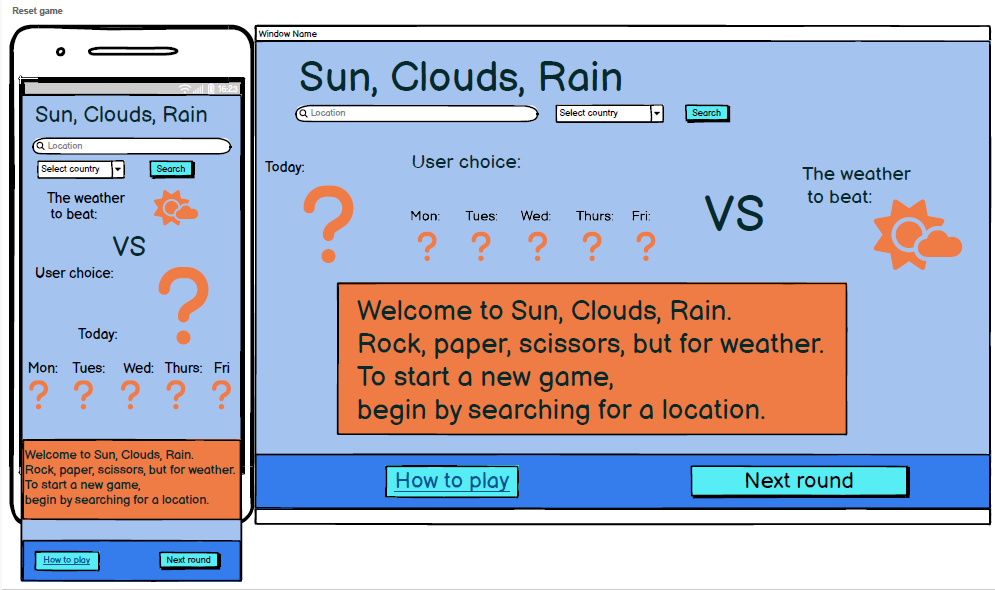 Reset game
16:23
Sun, Clouds, Rain
Location
Select country
Search
The weather
to beat:
VS
User choice:
Today:
Mon: Tues: Wed: Thurs: Fri
? ? ? ? ?
?
Welcome to Sun, Clouds, Rain.
Rock, paper, scissors, but for weather.
To start a new game,
begin by searching for a location.
How to play
Next round
Window Name
Sun, Clouds, Rain
Location
Select country
Search
Today:
?
User choice:
Mon: Tues: Wed: Thurs: Fri:
? ? ? ? ?
VS
The weather
to beat:
Welcome to Sun, Clouds, Rain.
Rock, paper, scissors, but for weather.
To start a new game,
begin by searching for a location.
How to play
Next round